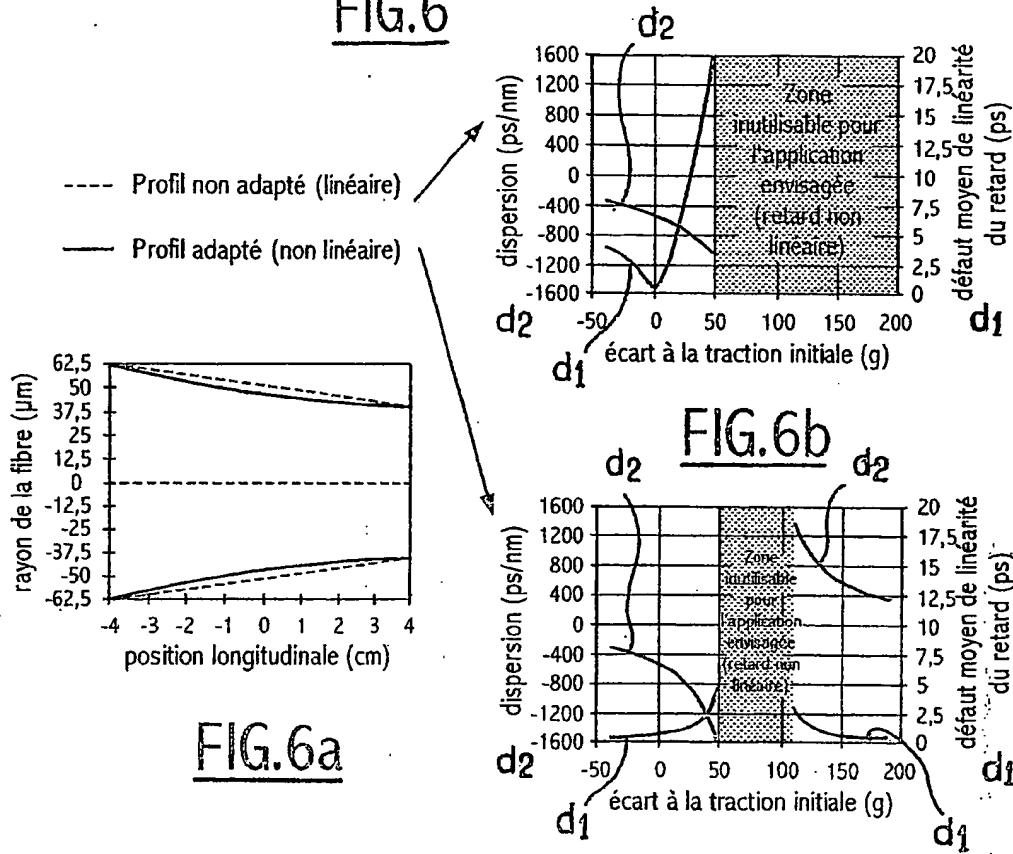 FIG.6
d2
1600
1200
800
400
0
-400
-800
-1200
-1600
dispersion (ps/nm)
d2
20
17,5
15
12,5
10
7,5
5
2,5
0
défaut moyen de linéarité
du retard (ps)
d1
Zone
inutilisable pour
l'application
envisagée
(retard non
linéaire)
-50 0 50 100 150 200
d1
écart à la traction initiale (g)
Profil non adapté (linéaire)
Profil adapté (non linéaire)
62,5
50
37,5
25
12,5
0
-12,5
-25
-37,5
-50
-62,5
rayon de la fibre (µm)
-4 -3 -2 -1 0 1 2 3 4
position longitudinale (cm)
FIG.6a
FIG.6b
d2
d2
1600
1200
800
400
0
-400
-800
-1200
-1600
dispersion (ps/nm)
d2
20
17,5
15
12,5
10
7,5
5
2,5
0
défaut moyen de linéarité
du retard (ps)
d1
Zone
inutilisable
pour
l'application
envisagée
(retard non
linéaire)
-50 0 50 100 150 200
écart à la traction initiale (g)
d1
d1